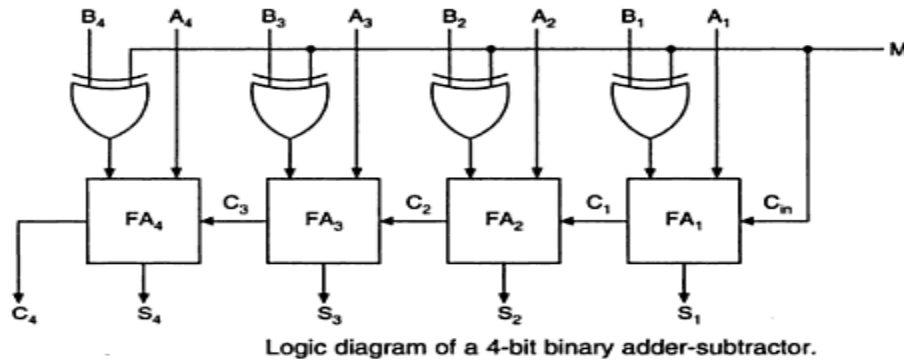 B₄ A₄ B₃ A₃ B₂ A₂ B₁ A₁
M
C₃ C₂ C₁ C_in
FA₄ FA₃ FA₂ FA₁
C₄ S₄ S₃ S₂ S₁
Logic diagram of a 4-bit binary adder-subtractor.